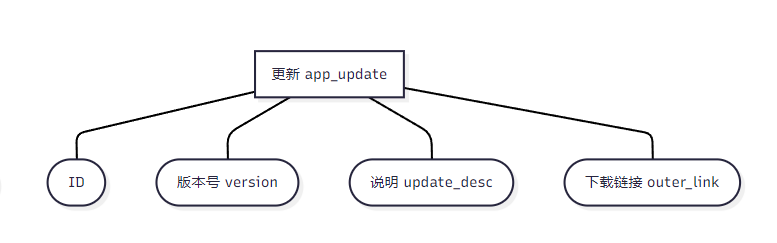 更新 app_update
ID
版本号 version
说明 update_desc
下载链接 outer_link